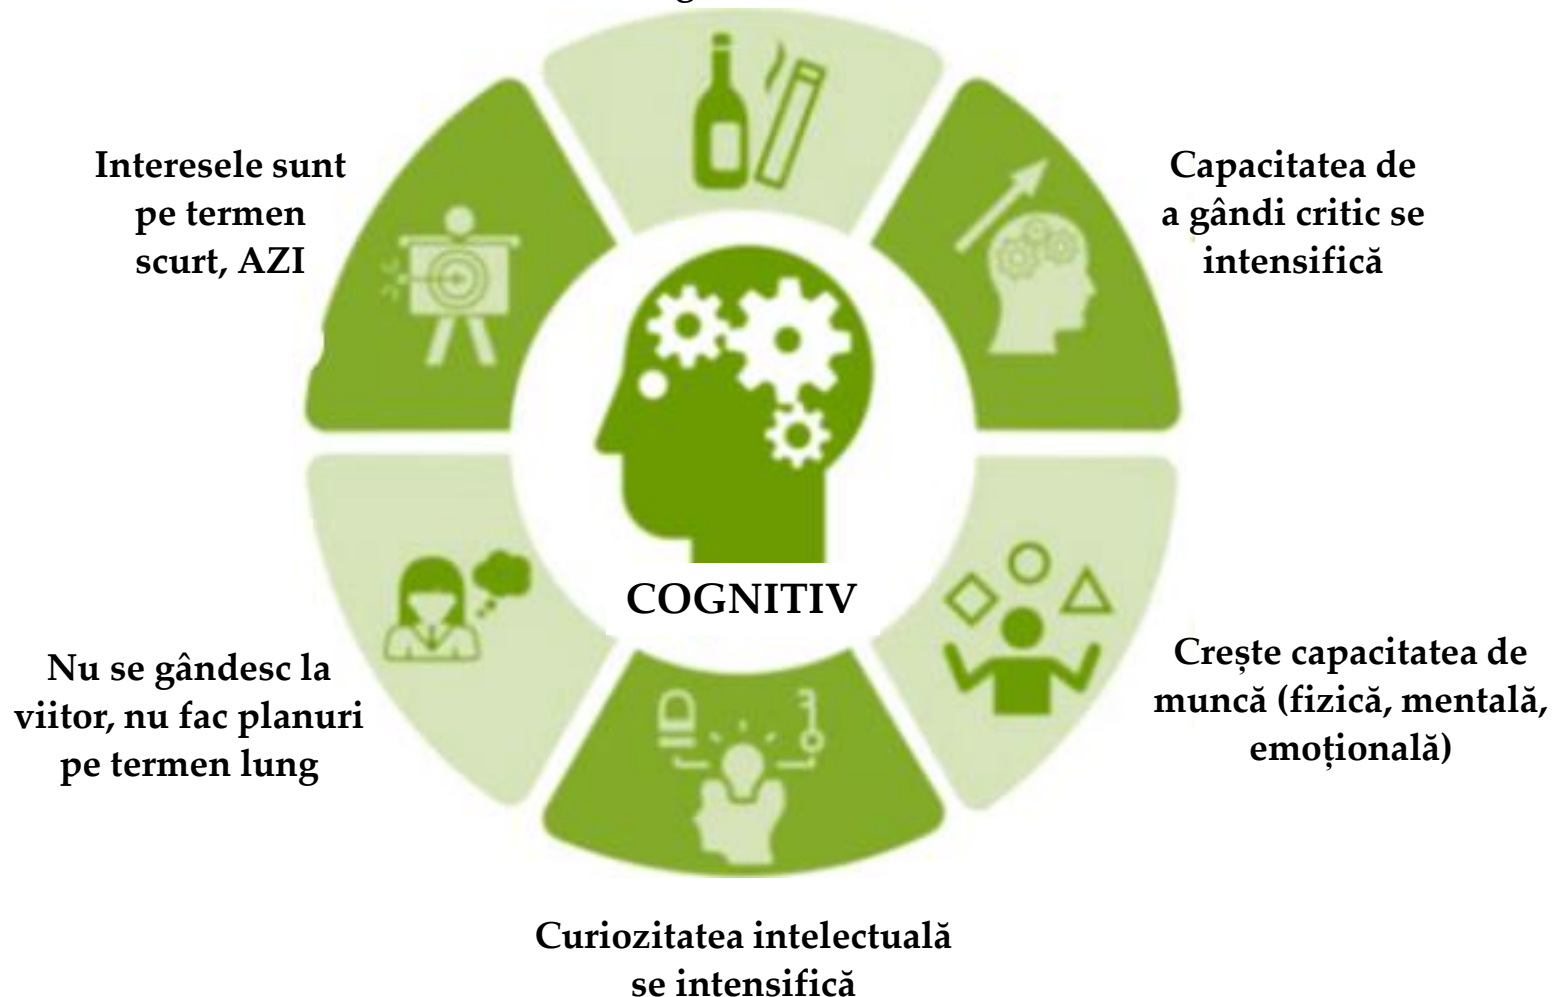 Interesele sunt
pe termen
scurt, AZI
Capacitatea de
a gândi critic se
intensifică
COGNITIV
Nu se gândesc la
viitor, nu fac planuri
pe termen lung
Crește capacitatea de
muncă (fizică, mentală,
emoțională)
Curiozitatea intelectuală
se intensifică